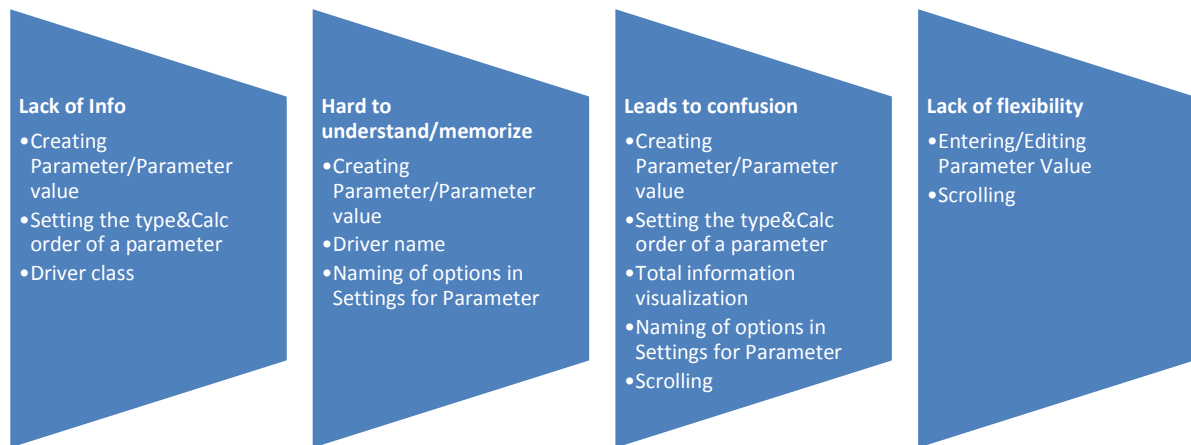 Lack of Info
•Creating
Parameter/Parameter
value
•Setting the type&Calc
order of a parameter
•Driver class
Hard to
understand/memorize
•Creating
Parameter/Parameter
value
•Driver name
•Naming of options in
Settings for Parameter
Leads to confusion
•Creating
Parameter/Parameter
value
•Setting the type&Calc
order of a parameter
•Total information
visualization
•Naming of options in
Settings for Parameter
•Scrolling
Lack of flexibility
•Entering/Editing
Parameter Value
•Scrolling